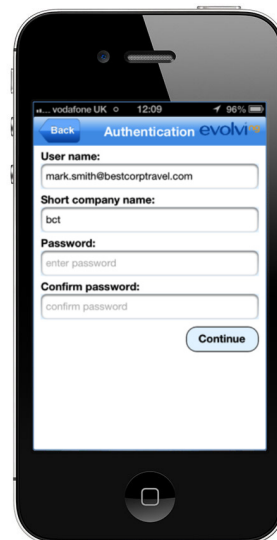 vodafone UK 12:09 96%
Back Authentication evolvi
User name:
mark.smith@bestcorptravel.com
Short company name:
bct
Password:
enter password
Confirm password:
confirm password
Continue